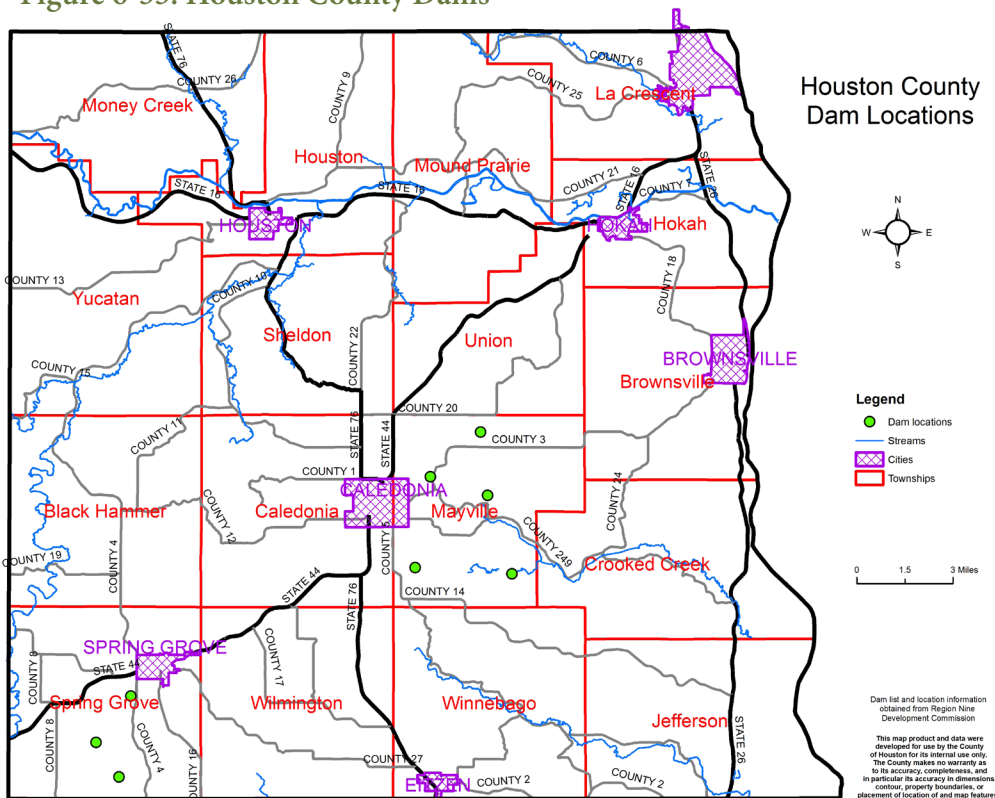 Figure 6-33: Houston County Dams
Houston County
Dam Locations
STATE 76
COUNTY 26
COUNTY 9
COUNTY 6
COUNTY 25
La Crescent
Money Creek
Houston
Mound Prairie
STATE 16
STATE 16
COUNTY 21
STATE 16
COUNTY 7
STATE 26
HOUSTON
HOKAH
Hokah
N
W
E
S
COUNTY 13
Yucatan
COUNTY 10
COUNTY 18
Sheldon
COUNTY 22
Union
BROWNSVILLE
Brownsville
COUNTY 15
COUNTY 20
COUNTY 11
STATE 76
STATE 44
COUNTY 3
Legend
Dam locations
Streams
Cities
Townships
COUNTY 1
CALEDONIA
Black Hammer
COUNTY 12
Caledonia
Mayville
COUNTY 24
COUNTY 5
COUNTY 249
COUNTY 19
COUNTY 4
Crooked Creek
0 1.5 3 Miles
STATE 44
STATE 76
COUNTY 14
SPRING GROVE
COUNTY 8
STATE 44
COUNTY 17
Spring Grove
Wilmington
Winnebago
Jefferson
COUNTY 8
COUNTY 4
COUNTY 16
COUNTY 27
STATE 26
EITZEN
COUNTY 2
COUNTY 2
Dam list and location information
obtained from Region Nine
Development Commission
This map product and data were
developed for use by the County
of Houston for its internal use only.
The County makes no warranty as
to its accuracy, completeness, and
in particular its accuracy in dimensions
contour, property boundaries, or
placement of location of and map features